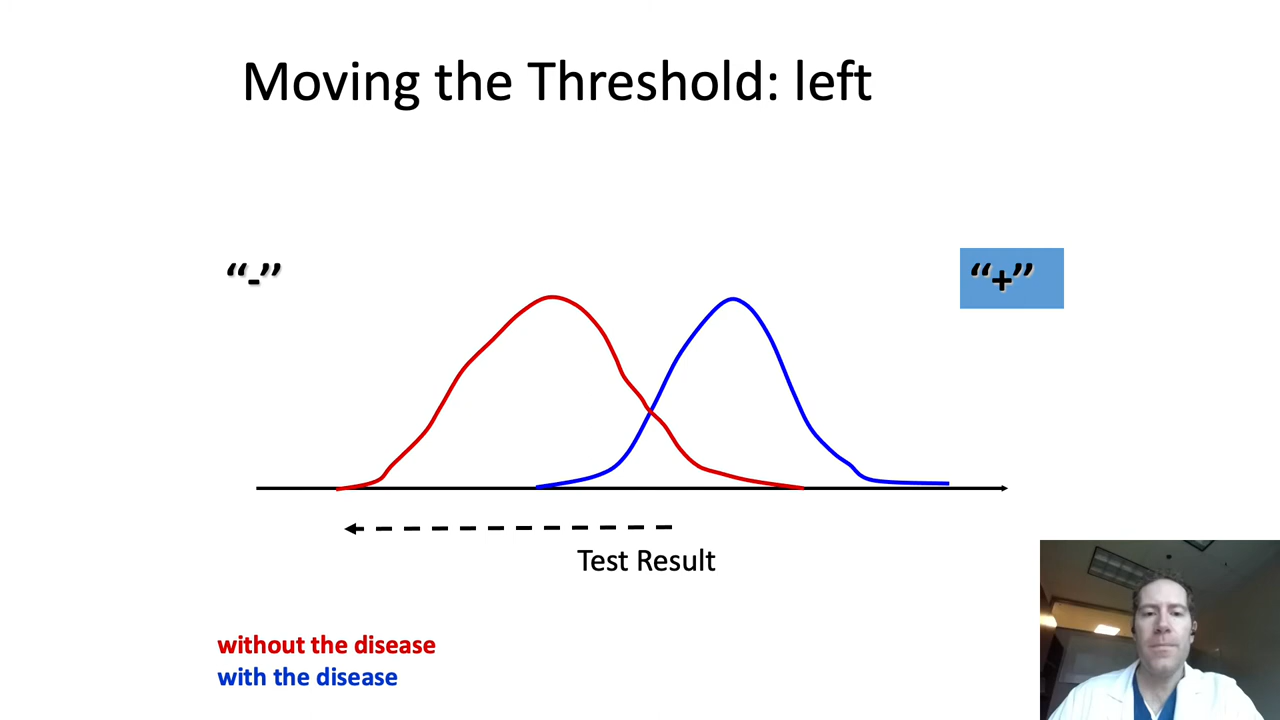 Moving the Threshold: left
“-”
“+”
Test Result
without the disease
with the disease